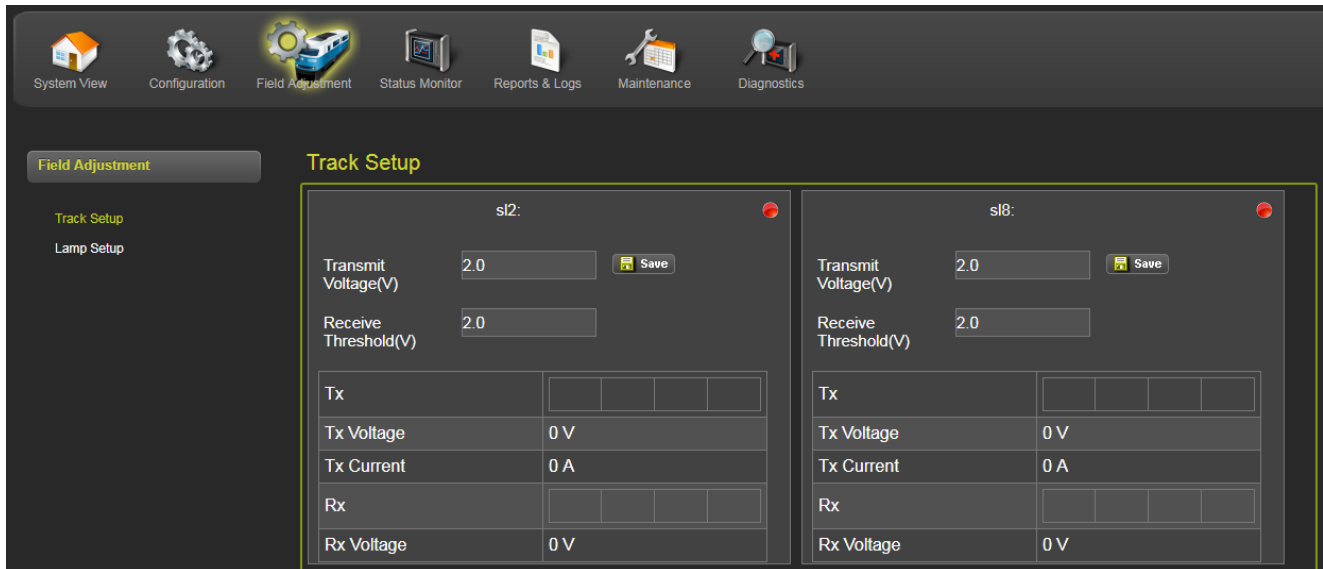 System View Configuration Field Adjustment Status Monitor Reports & Logs Maintenance Diagnostics
Field Adjustment
Track Setup
Lamp Setup
Track Setup
sl2:
Transmit
Voltage(V)
2.0
Save
Receive
Threshold(V)
2.0
Tx
Tx Voltage 0 V
Tx Current 0 A
Rx
Rx Voltage 0 V
sl8:
Transmit
Voltage(V)
2.0
Save
Receive
Threshold(V)
2.0
Tx
Tx Voltage 0 V
Tx Current 0 A
Rx
Rx Voltage 0 V